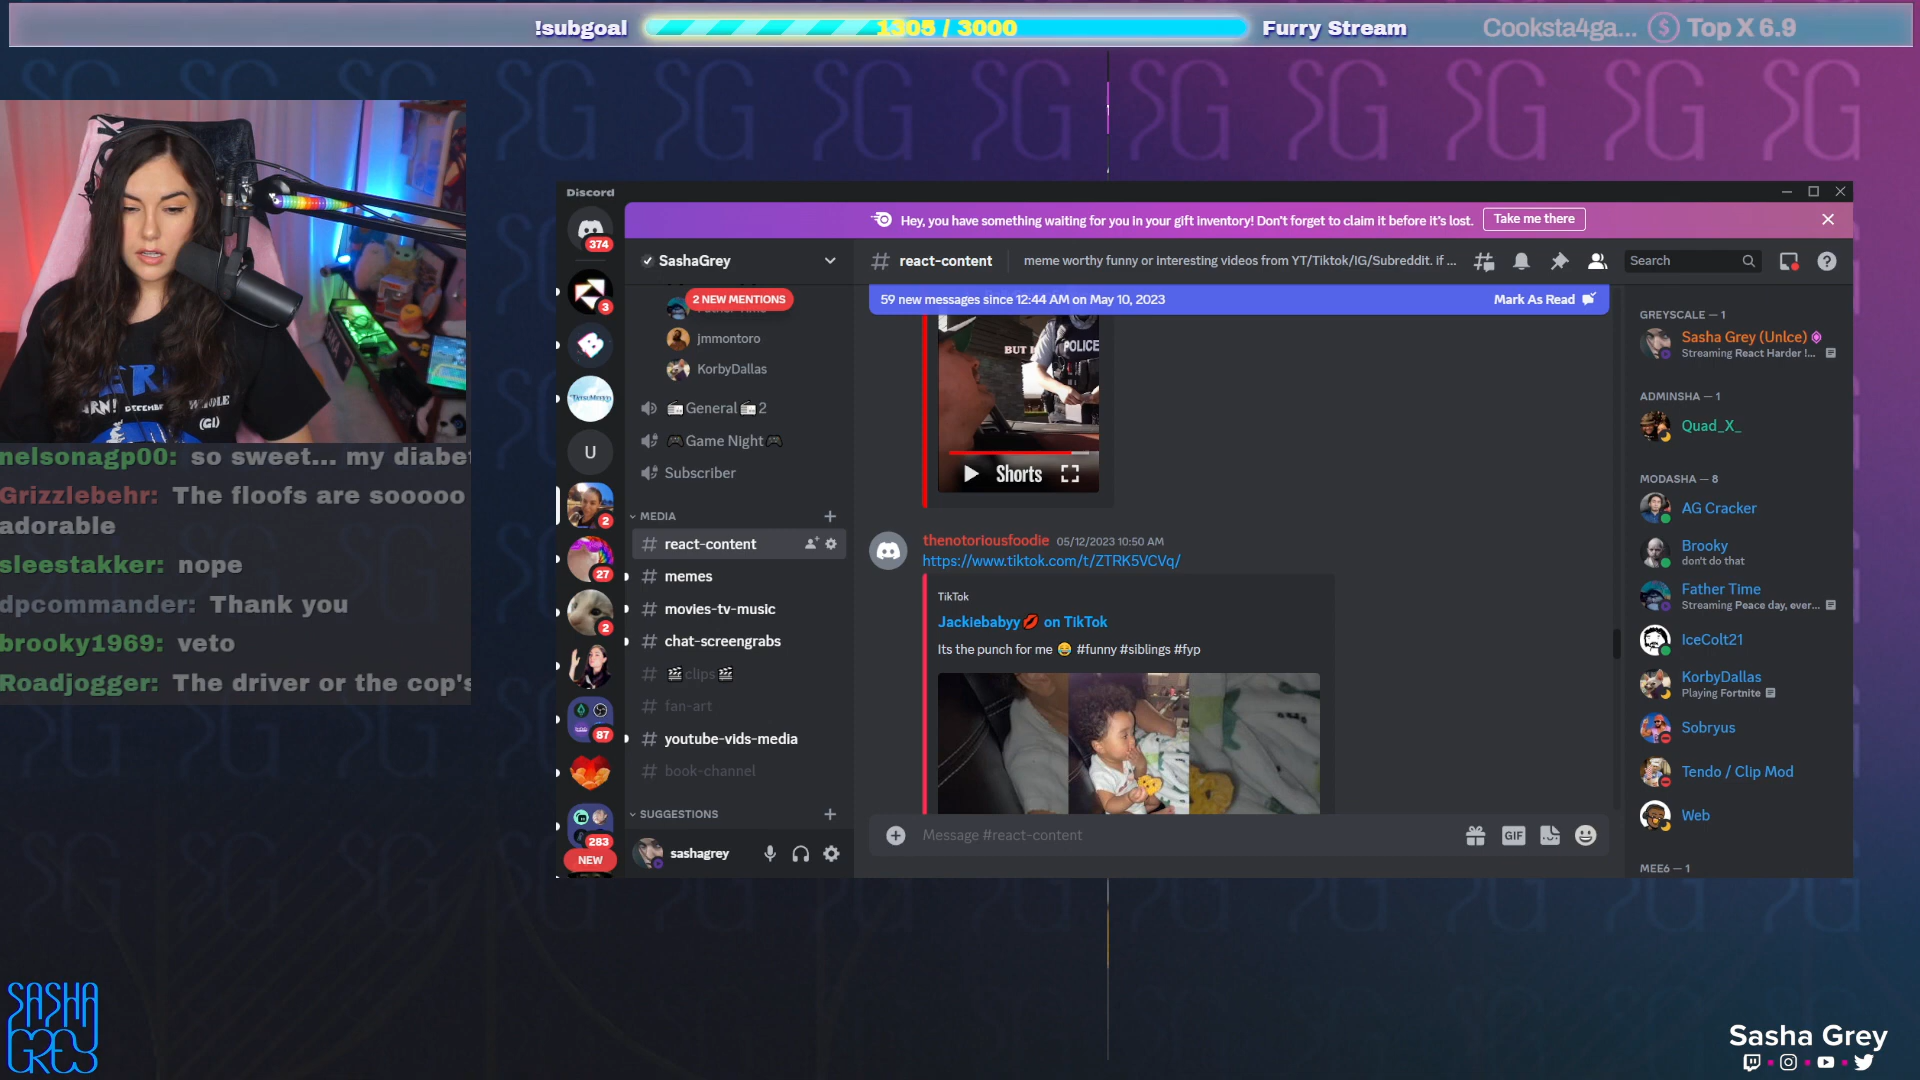 !subgoal
1305 / 3000
Furry Stream
Cooksta4ga...
Top X 6.9
Discord
Hey, you have something waiting for you in your gift inventory! Don't forget to claim it before it's lost.
Take me there
374
3
U
2
27
2
87
283
NEW
SashaGrey
2 NEW MENTIONS
jmmontoro
KorbyDallas
General 2
Game Night
Subscriber
MEDIA
react-content
memes
movies-tv-music
chat-screengrabs
clips
fan-art
youtube-vids-media
book-channel
SUGGESTIONS
sashagrey
# react-content
meme worthy funny or interesting videos from YT/Tiktok/IG/Subreddit. if ...
Search
59 new messages since 12:44 AM on May 10, 2023
Mark As Read
POLICE
Shorts
thenotoriousfoodie 05/12/2023 10:50 AM
https://www.tiktok.com/t/ZTRK5VCVq/
TikTok
Jackiebabyy💋 on TikTok
Its the punch for me 😂 #funny #siblings #fyp
Message #react-content
GIF
GREYSCALE — 1
Sasha Grey (Unlce)
Streaming React Harder !...
ADMINSHA — 1
Quad_X_
MODASHA — 8
AG Cracker
Brooky
don't do that
Father Time
Streaming Peace day, ever...
IceColt21
KorbyDallas
Playing Fortnite
Sobryus
Tendo / Clip Mod
Web
MEE6 — 1
nelsonagp00: so sweet... my diabe
Grizzlebehr: The floofs are sooooo
adorable
sleestakker: nope
dpcommander: Thank you
brooky1969: veto
Roadjogger: The driver or the cop's
SASHA
GREY
Sasha Grey